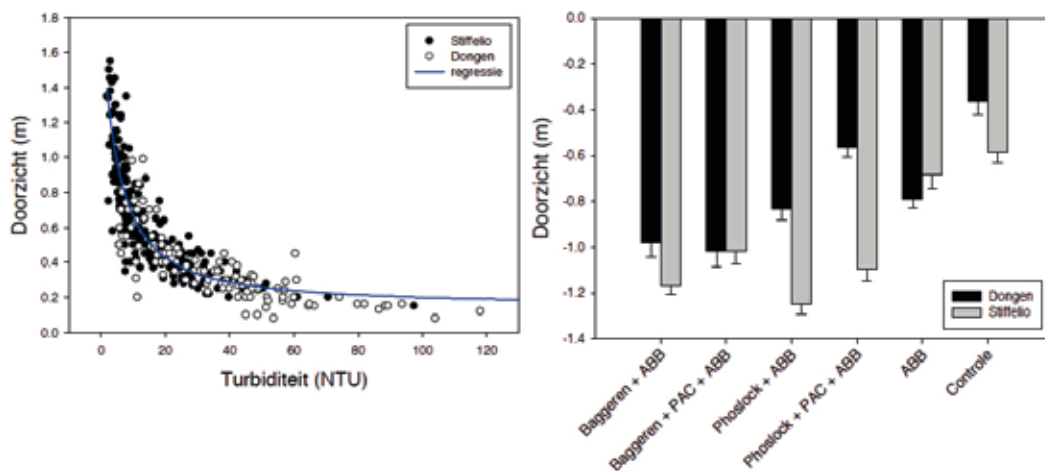 1.8
1.6
1.4
1.2
1.0
0.8
0.6
0.4
0.2
0.0
Doorzicht (m)
Stiffelio
Dongen
regressie
0 20 40 60 80 100 120
Turbiditeit (NTU)
0.0
-0.2
-0.4
-0.6
-0.8
-1.0
-1.2
-1.4
Doorzicht (m)
Dongen
Stiffelio
Baggeren + ABB
Baggeren + PAC + ABB
Phoslock + ABB
Phoslock + PAC + ABB
ABB
Controle